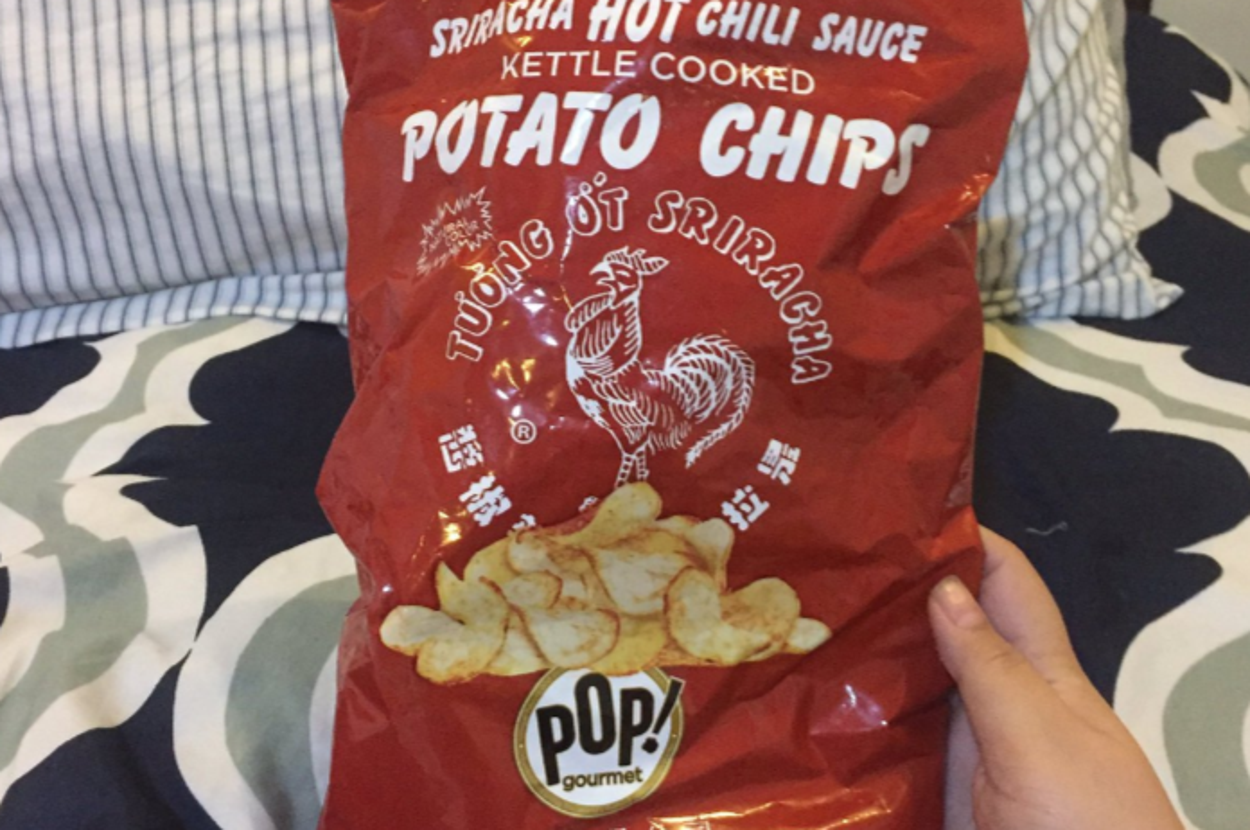 SRIRACHA HOT CHILI SAUCE
KETTLE COOKED
POTATO CHIPS
TƯƠNG ỚT SRIRACHA
®
POP!
gourmet